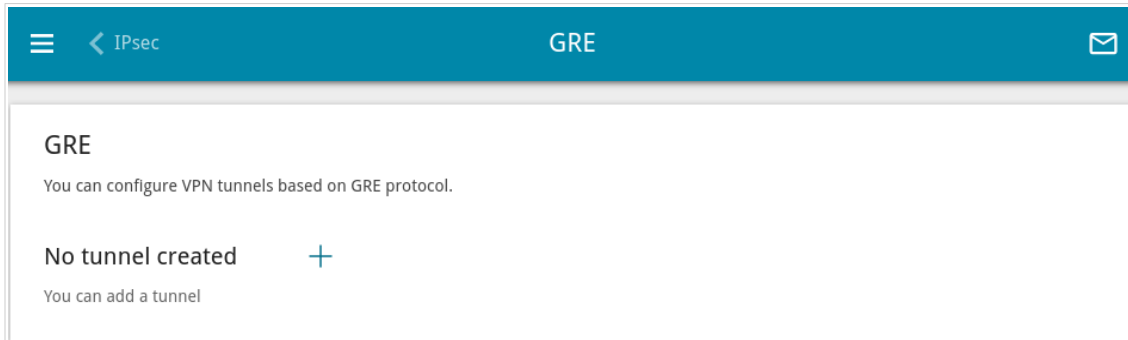 IPsec
GRE
GRE
You can configure VPN tunnels based on GRE protocol.
No tunnel created
You can add a tunnel